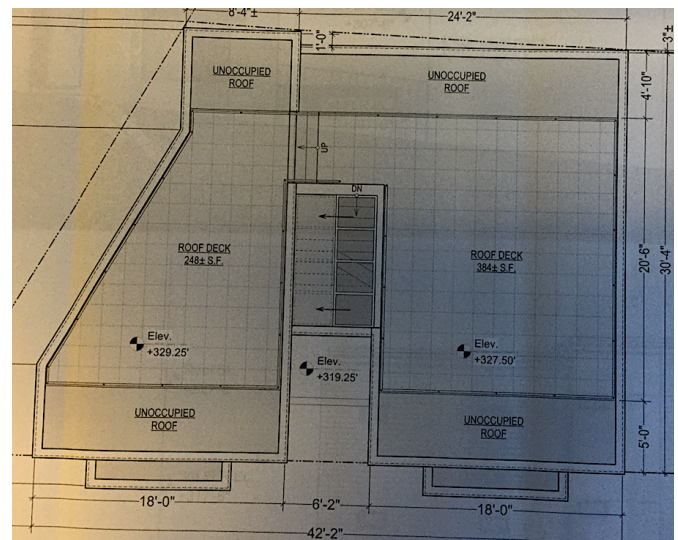 8'-4"±
24'-2"
1'-0"
3"±
UNOCCUPIED
ROOF
UNOCCUPIED
ROOF
4'-10"
UP
DN
ROOF DECK
248± S.F.
ROOF DECK
384± S.F.
20'-6"
30'-4"
Elev.
+329.25'
Elev.
+327.50'
Elev.
+319.25'
UNOCCUPIED
ROOF
UNOCCUPIED
ROOF
5'-0"
18'-0"
6'-2"
18'-0"
42'-2"